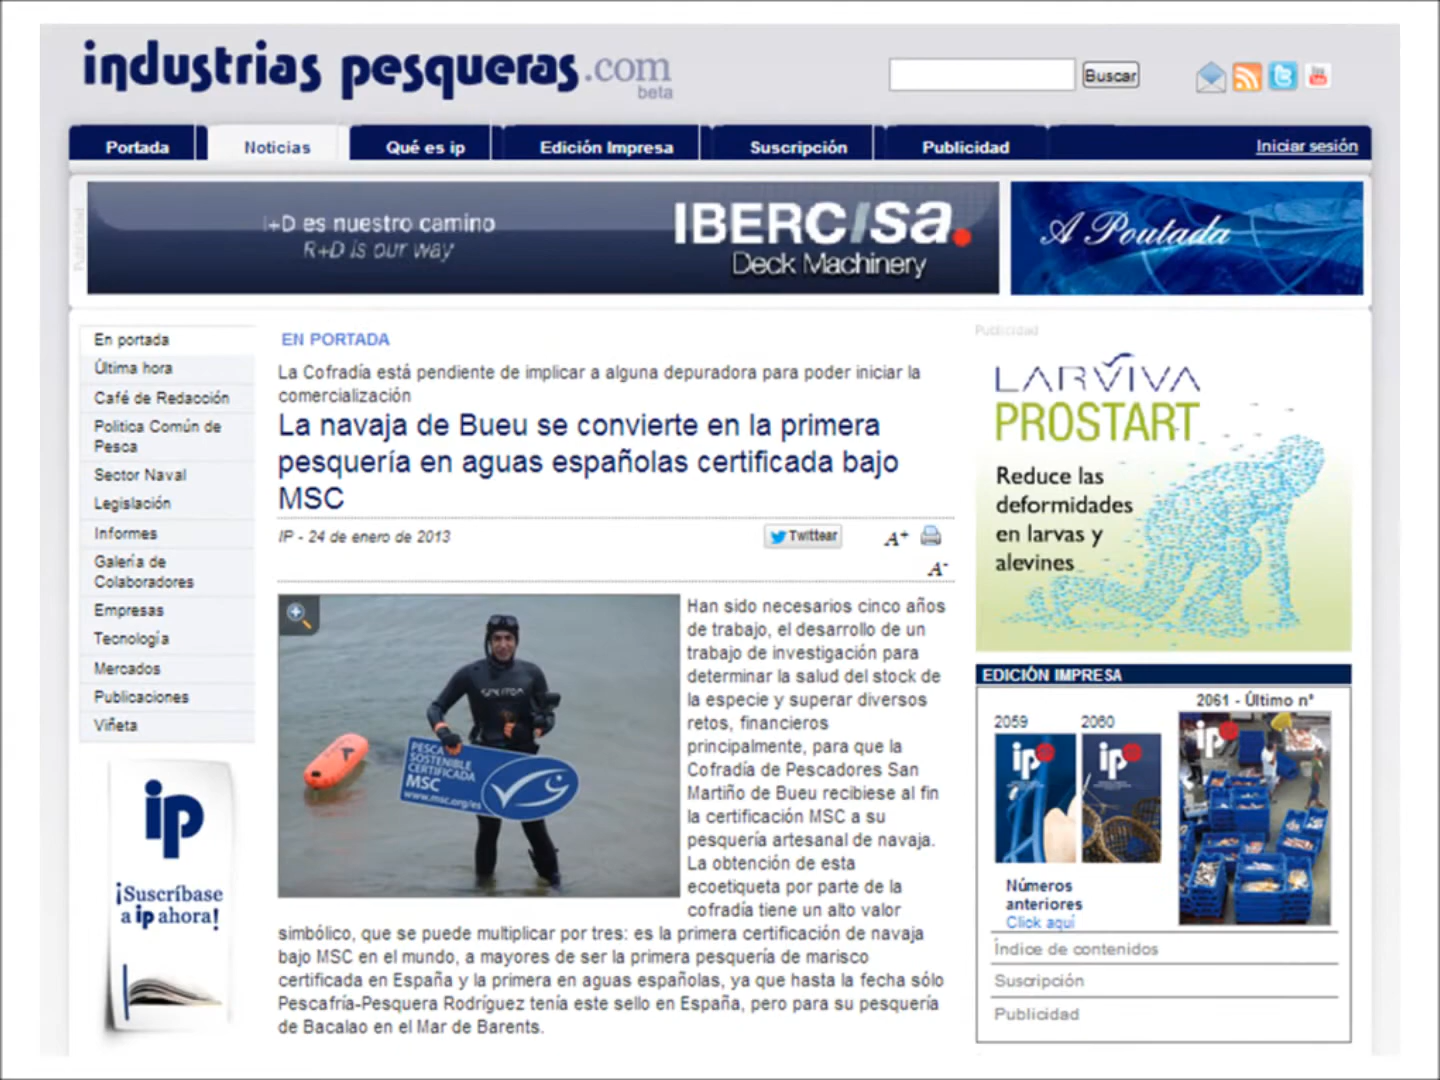 industrias pesqueras.com
beta
Buscar
Portada
Noticias
Qué es ip
Edición Impresa
Suscripción
Publicidad
Iniciar sesión
Publicidad
I+D es nuestro camino
R+D is our way
IBERCISA
Deck Machinery
A Poutada
En portada
Última hora
Café de Redacción
Politica Común de
Pesca
Sector Naval
Legislación
Informes
Galería de
Colaboradores
Empresas
Tecnología
Mercados
Publicaciones
Viñeta
ip
¡Suscríbase
a ip ahora!
EN PORTADA
La Cofradía está pendiente de implicar a alguna depuradora para poder iniciar la
comercialización
La navaja de Bueu se convierte en la primera
pesquería en aguas españolas certificada bajo
MSC
IP - 24 de enero de 2013
Twittear
A+
A-
PESCA
SOSTENIBLE
CERTIFICADA
MSC
www.msc.org/es
Han sido necesarios cinco años
de trabajo, el desarrollo de un
trabajo de investigación para
determinar la salud del stock de
la especie y superar diversos
retos, financieros
principalmente, para que la
Cofradía de Pescadores San
Martiño de Bueu recibiese al fin
la certificación MSC a su
pesquería artesanal de navaja.
La obtención de esta
ecoetiqueta por parte de la
cofradía tiene un alto valor
simbólico, que se puede multiplicar por tres: es la primera certificación de navaja
bajo MSC en el mundo, a mayores de ser la primera pesquería de marisco
certificada en España y la primera en aguas españolas, ya que hasta la fecha sólo
Pescafría-Pesquera Rodríguez tenía este sello en España, pero para su pesquería
de Bacalao en el Mar de Barents.
Publicidad
LARVIVA
PROSTART
Reduce las
deformidades
en larvas y
alevines
EDICIÓN IMPRESA
2059
2060
2061 - Último n°
ip
ip
ip
Números
anteriores
Click aquí
Índice de contenidos
Suscripción
Publicidad